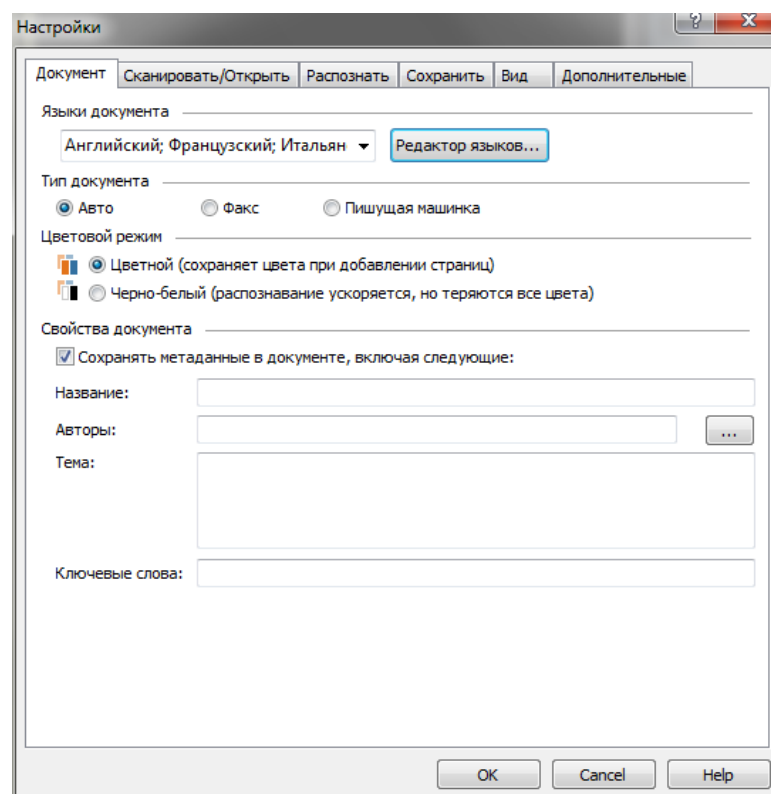 Настройки
Документ Сканировать/Открыть Распознать Сохранить Вид Дополнительные
Языки документа
Английский; Французский; Итальян Редактор языков...
Тип документа
Авто Факс Пишущая машинка
Цветовой режим
Цветной (сохраняет цвета при добавлении страниц)
Черно-белый (распознавание ускоряется, но теряются все цвета)
Свойства документа
Сохранять метаданные в документе, включая следующие:
Название:
Авторы: ...
Тема:
Ключевые слова:
OK Cancel Help